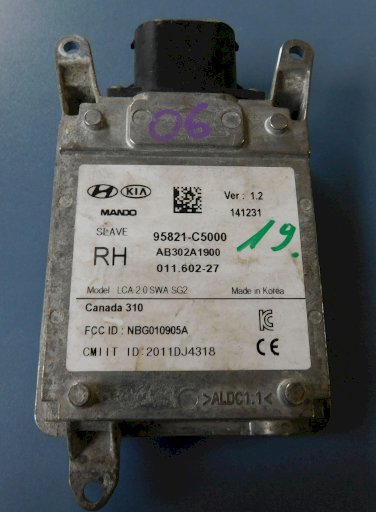 06
HYUNDAI KIA
MANDO
Ver : 1.2
141231
SLAVE
RH
95821-C5000
AB302A1900
011.602-27
19.
Model LCA 2.0 SWA SG2
Made in Korea
Canada 310
FCC ID : NBG010905A
CMIIT ID: 2011DJ4318
CE
>ALDC1.1<